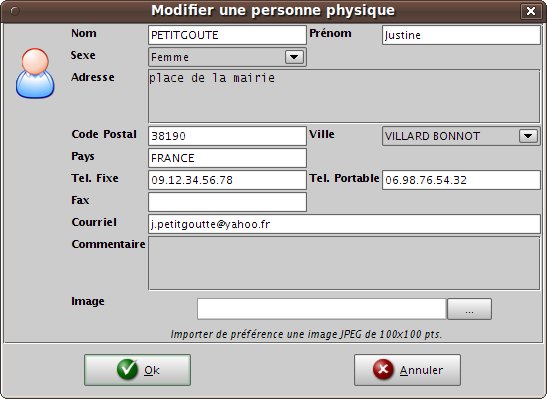 Modifier une personne physique
Nom PETITGOUTE Prénom Justine
Sexe Femme
Adresse place de la mairie
Code Postal 38190 Ville VILLARD BONNOT
Pays FRANCE
Tel. Fixe 09.12.34.56.78 Tel. Portable 06.98.76.54.32
Fax
Courriel j.petitgoutte@yahoo.fr
Commentaire
Image ...
Importer de préférence une image JPEG de 100x100 pts.
Ok Annuler